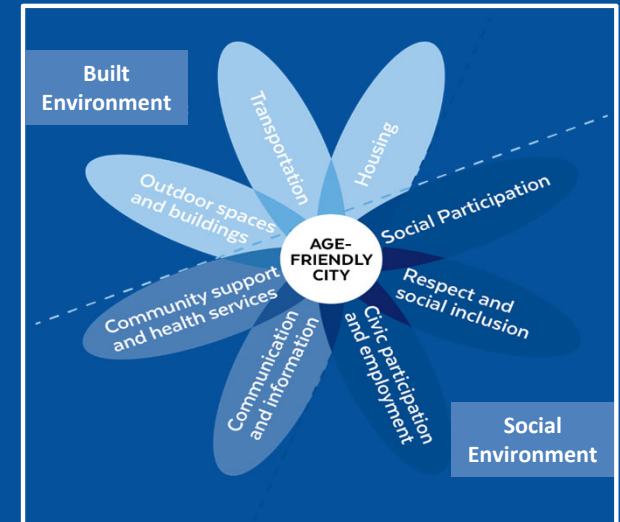 Built
Environment
Transportation
Housing
Outdoor spaces
and buildings
Social Participation
AGE-
FRIENDLY
CITY
Respect and
social inclusion
Community support
and health services
Communication
and information
Civic participation
and employment
Social
Environment